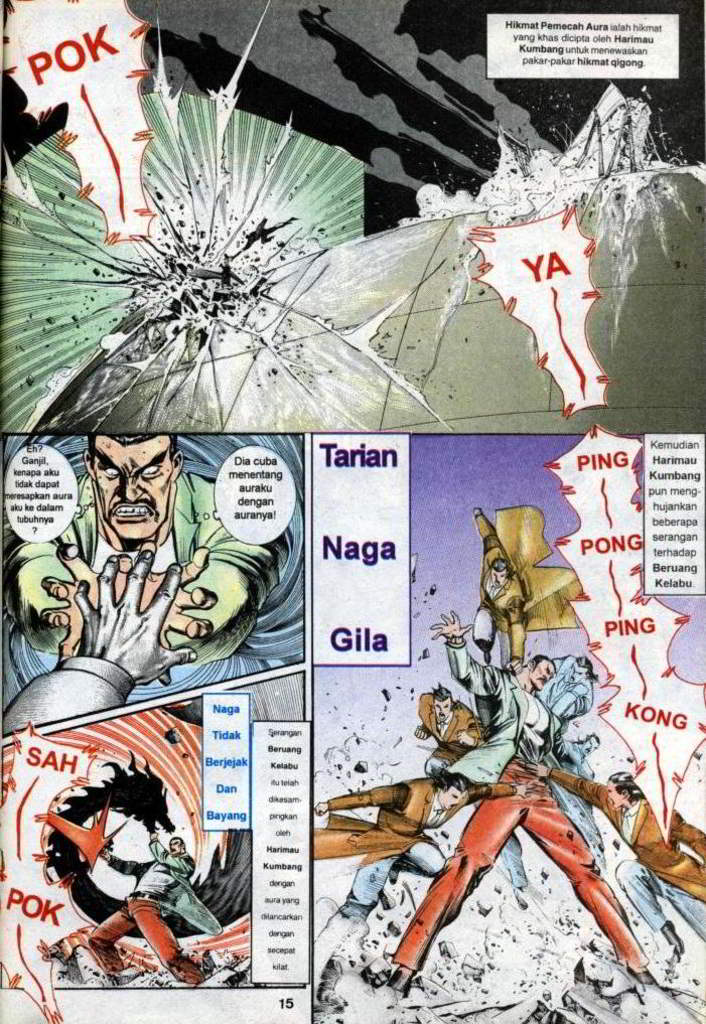 POK
Hikmat Pemecah Aura ialah hikmat
yang khas dicipta oleh Harimau
Kumbang untuk menewaskan
pakar-pakar hikmat qigong.
YA
Eh?
Ganjil,
kenapa aku
tidak dapat
meresapkan aura
aku ke dalam
tubuhnya
?
Dia cuba
menentang
auraku
dengan
auranya!
Naga
Tidak
Berjejak
Dan
Bayang
Serangan
Beruang
Kelabu
itu telah
dikesam-
pingkan
oleh
Harimau
Kumbang
dengan
aura yang
dilancarkan
dengan
secepat
kilat.
SAH
POK
Tarian
Naga
Gila
PING
PONG
PING
KONG
Kemudian
Harimau
Kumbang
pun meng-
hujankan
beberapa
serangan
terhadap
Beruang
Kelabu.
15